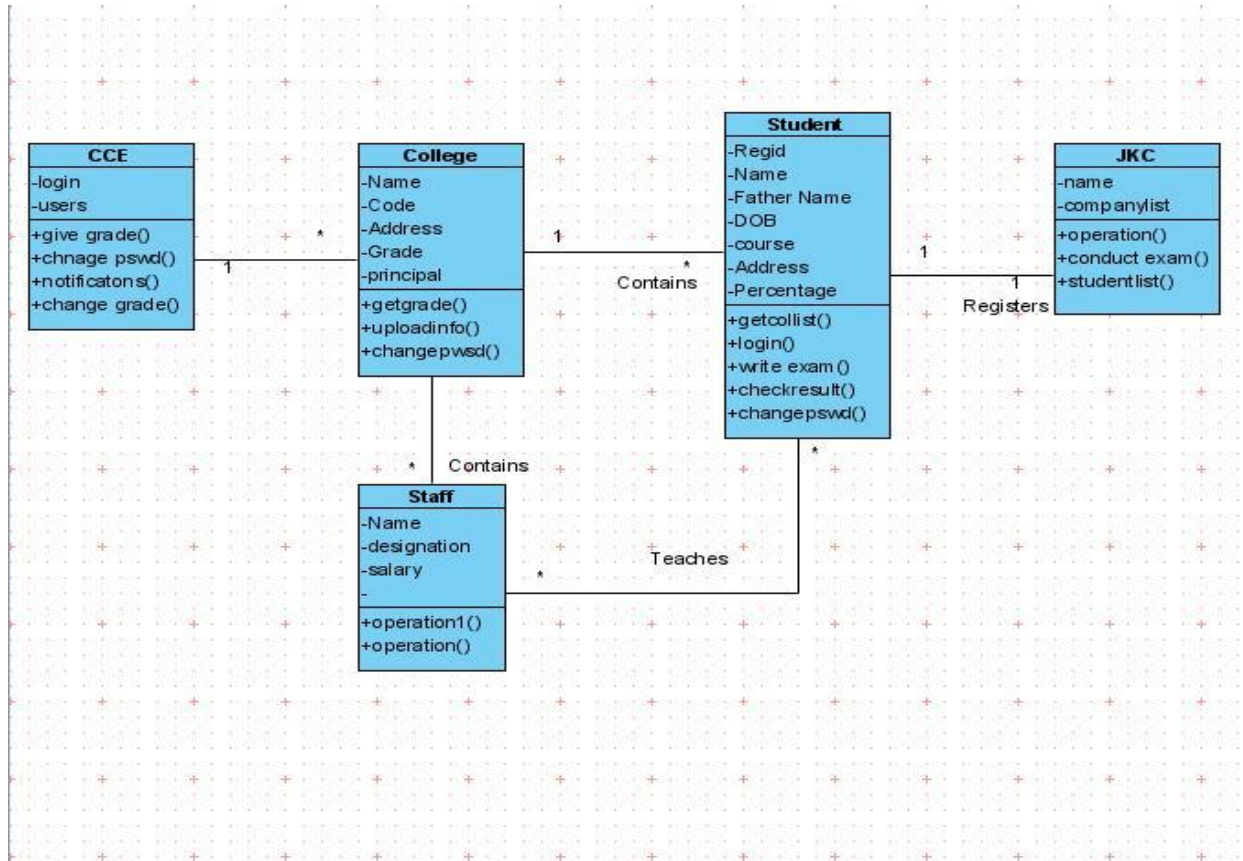 CCE
-login
-users
+give grade()
+chnage pswd()
+notificatons()
+change grade()
1
*
College
-Name
-Code
-Address
-Grade
-principal
+getgrade()
+uploadinfo()
+changepwsd()
1
*
Contains
Student
-Regid
-Name
-Father Name
-DOB
-course
-Address
-Percentage
+getcollist()
+login()
+write exam()
+checkresult()
+changepswd()
1
1
Registers
JKC
-name
-companylist
+operation()
+conduct exam()
+studentlist()
* Contains
Staff
-Name
-designation
-salary
-
+operation1()
+operation()
*
Teaches
*